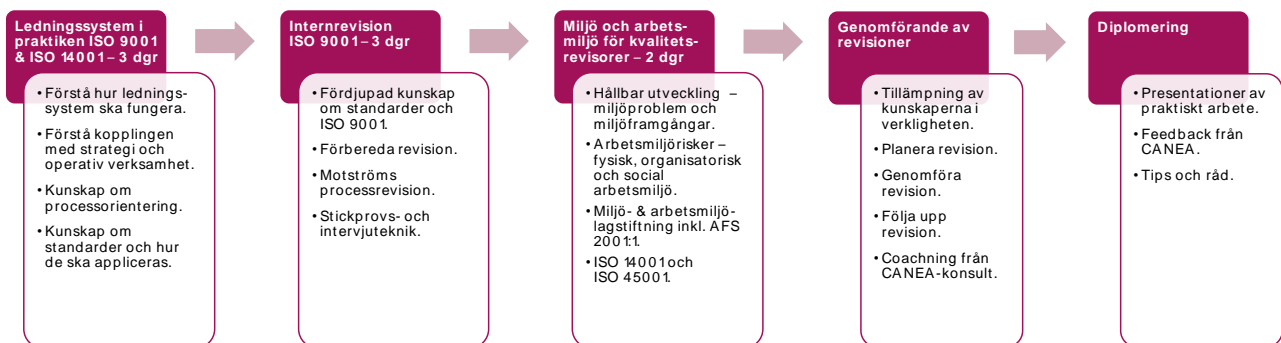 Ledningssystem i
praktiken ISO 9001
& ISO 14001 – 3 dgr
• Förstå hur lednings-
system ska fungera.
• Förstå kopplingen
med strategi och
operativ verksamhet.
• Kunskap om
processorientering.
• Kunskap om
standarder och hur
de ska appliceras.
Internrevision
ISO 9001 – 3 dgr
• Fördjupad kunskap
om standarder och
ISO 9001.
• Förbereda revision.
• Motströms
processrevision.
• Stickprovs- och
intervjuteknik.
Miljö och arbets-
miljö för kvalitets-
revisorer – 2 dgr
• Hållbar utveckling –
miljöproblem och
miljöframgångar.
• Arbetsmiljörisker –
fysisk, organisatorisk
och social
arbetsmiljö.
• Miljö- & arbetsmiljö-
lagstiftning inkl. AFS
2001:1.
• ISO 14001 och
ISO 45001.
Genomförande av
revisioner
• Tillämpning av
kunskaperna i
verkligheten.
• Planera revision.
• Genomföra
revision.
• Följa upp
revision.
• Coachning från
CANEA-konsult.
Diplomering
• Presentationer av
praktiskt arbete.
• Feedback från
CANEA.
• Tips och råd.